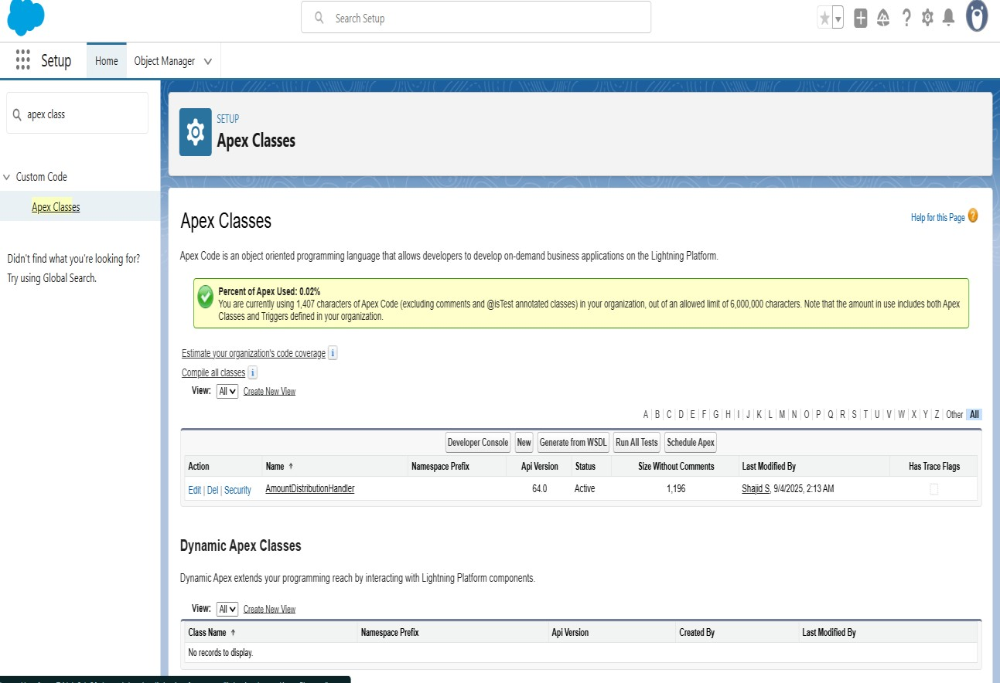 Search Setup
Setup
Home
Object Manager
apex class
Custom Code
Apex Classes
Didn't find what you're looking for?
Try using Global Search.
SETUP
Apex Classes
Apex Classes
Help for this Page ?
Apex Code is an object oriented programming language that allows developers to develop on-demand business applications on the Lightning Platform.
Percent of Apex Used: 0.02%
You are currently using 1,407 characters of Apex Code (excluding comments and @isTest annotated classes) in your organization, out of an allowed limit of 6,000,000 characters. Note that the amount in use includes both Apex
Classes and Triggers defined in your organization.
Estimate your organization's code coverage i
Compile all classes i
View: All Create New View
A | B | C | D | E | F | G | H | I | J | K | L | M | N | O | P | Q | R | S | T | U | V | W | X | Y | Z | Other All
Developer Console New Generate from WSDL Run All Tests Schedule Apex
Action Name ↑ Namespace Prefix Api Version Status Size Without Comments Last Modified By Has Trace Flags
Edit | Del | Security AmountDistributionHandler 64.0 Active 1,196 Shajid S, 9/4/2025, 2:13 AM
Dynamic Apex Classes
Dynamic Apex extends your programming reach by interacting with Lightning Platform components.
View: All Create New View
Class Name ↑ Namespace Prefix Api Version Created By Last Modified By
No records to display.